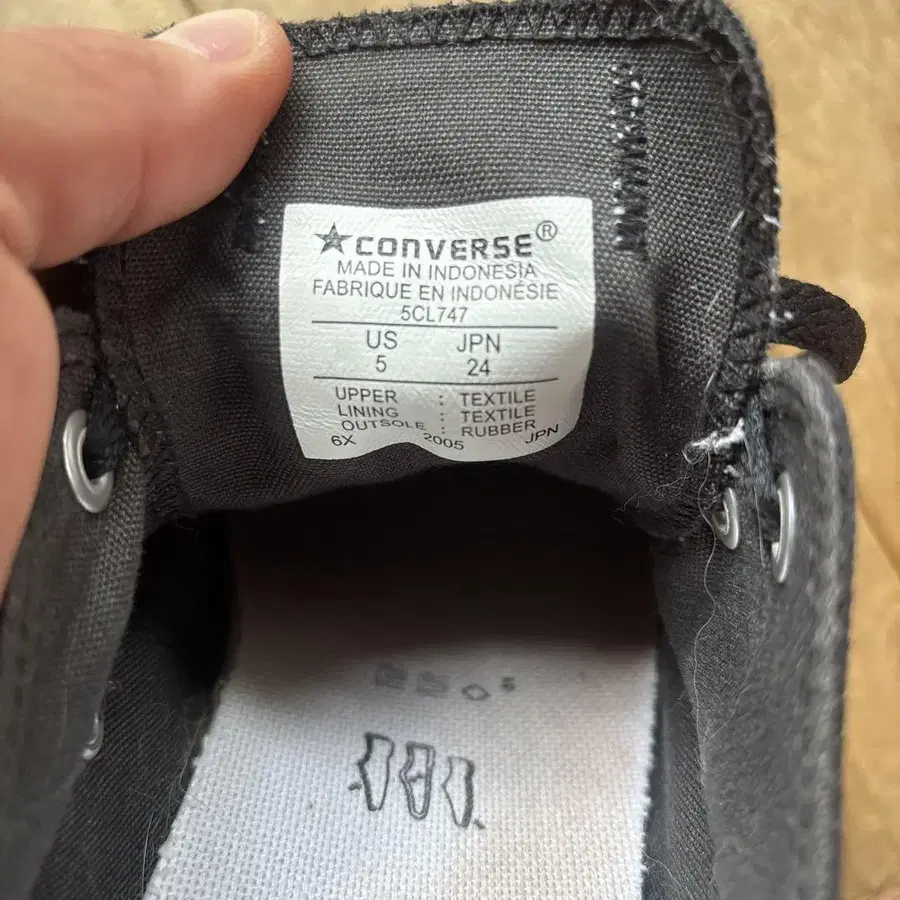 CONVERSE®
MADE IN INDONESIA
FABRIQUE EN INDONÉSIE
5CL747
US JPN
5 24
UPPER : TEXTILE
LINING : TEXTILE
OUTSOLE : RUBBER
6X 2005 JPN